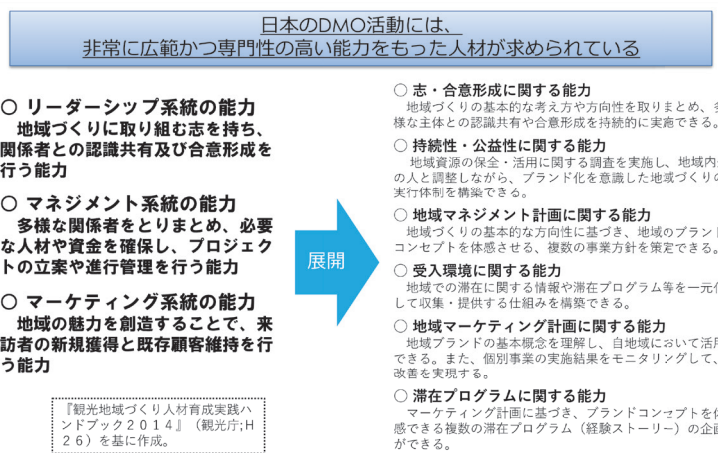 日本のDMO活動には、
非常に広範かつ専門性の高い能力をもった人材が求められている
○ リーダーシップ系統の能力
地域づくりに取り組む志を持ち、
関係者との認識共有及び合意形成を
行う能力
○ マネジメント系統の能力
多様な関係者をとりまとめ、必要
な人材や資金を確保し、プロジェク
トの立案や進行管理を行う能力
○ マーケティング系統の能力
地域の魅力を創造することで、来
訪者の新規獲得と既存顧客維持を行
う能力
『観光地域づくり人材育成実践ハ
ンドブック２０１４』（観光庁;H
２６）を基に作成。
展開
○ 志・合意形成に関する能力
地域づくりの基本的な考え方や方向性を取りまとめ、
様な主体との認識共有や合意形成を持続的に実施できる。
○ 持続性・公益性に関する能力
地域資源の保全・活用に関する調査を実施し、地域内
の人と調整しながら、ブランド化を意識した地域づくりの
実行体制を構築できる。
○ 地域マネジメント計画に関する能力
地域づくりの基本的な方向性に基づき、地域のブランド
コンセプトを体感させる、複数の事業方針を策定できる。
○ 受入環境に関する能力
地域での滞在に関する情報や滞在プログラム等を一元
して収集・提供する仕組みを構築できる。
○ 地域マーケティング計画に関する能力
地域ブランドの基本概念を理解し、自地域において活
できる。また、個別事業の実施結果をモニタリングして、
改善を実現する。
○ 滞在プログラムに関する能力
マーケティング計画に基づき、ブランドコンセプトを
感できる複数の滞在プログラム（経験ストーリー）の企画
ができる。